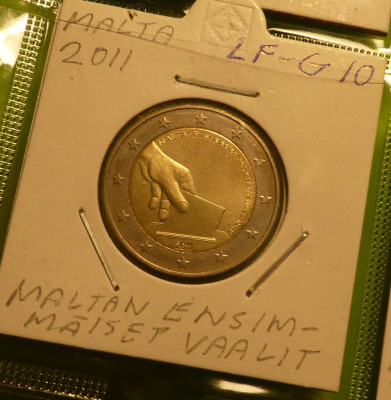 MALTA
2011
LF-G10
MALTAN ENSIM-
MÄISET VAALIT